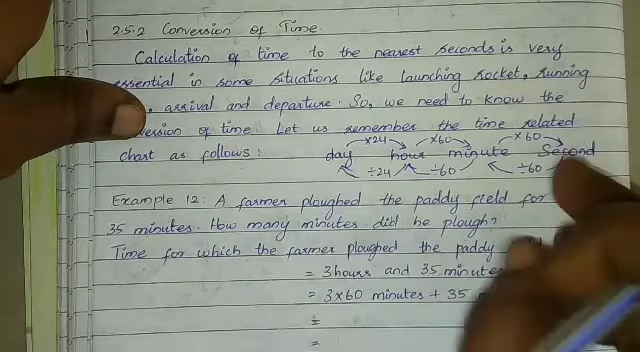 2.5.2 Conversion of Time.
Calculation of time to the nearest seconds is very
essential in some situations like launching rocket, running
arrival and departure. So, we need to know the
version of time. Let us remember the time related
chart as follows:
×24 ×60 ×60
day hour minute Second
÷24 ÷60 ÷60
Example 12: A farmer ploughed the paddy field for
35 minutes. How many minutes did he plough?
Time for which the farmer ploughed the paddy
= 3 hours and 35 minutes
= 3×60 minutes + 35
=
=